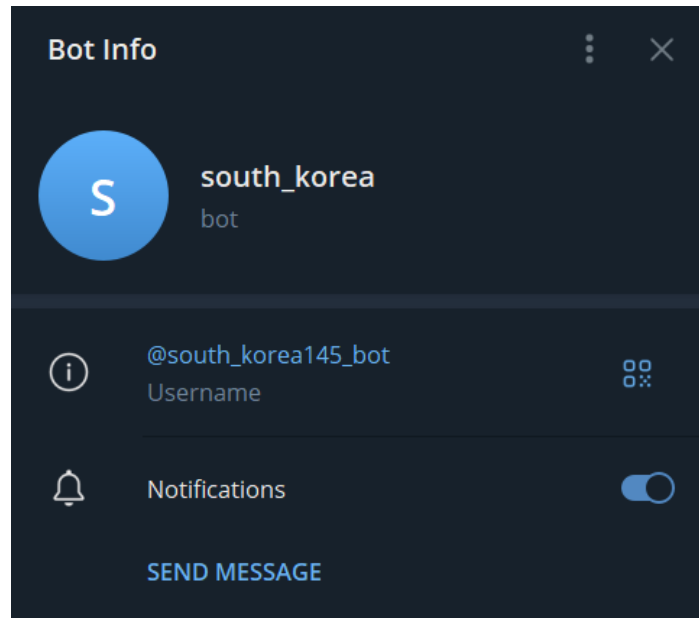 Bot Info
S
south_korea
bot
@south_korea145_bot
Username
Notifications
SEND MESSAGE